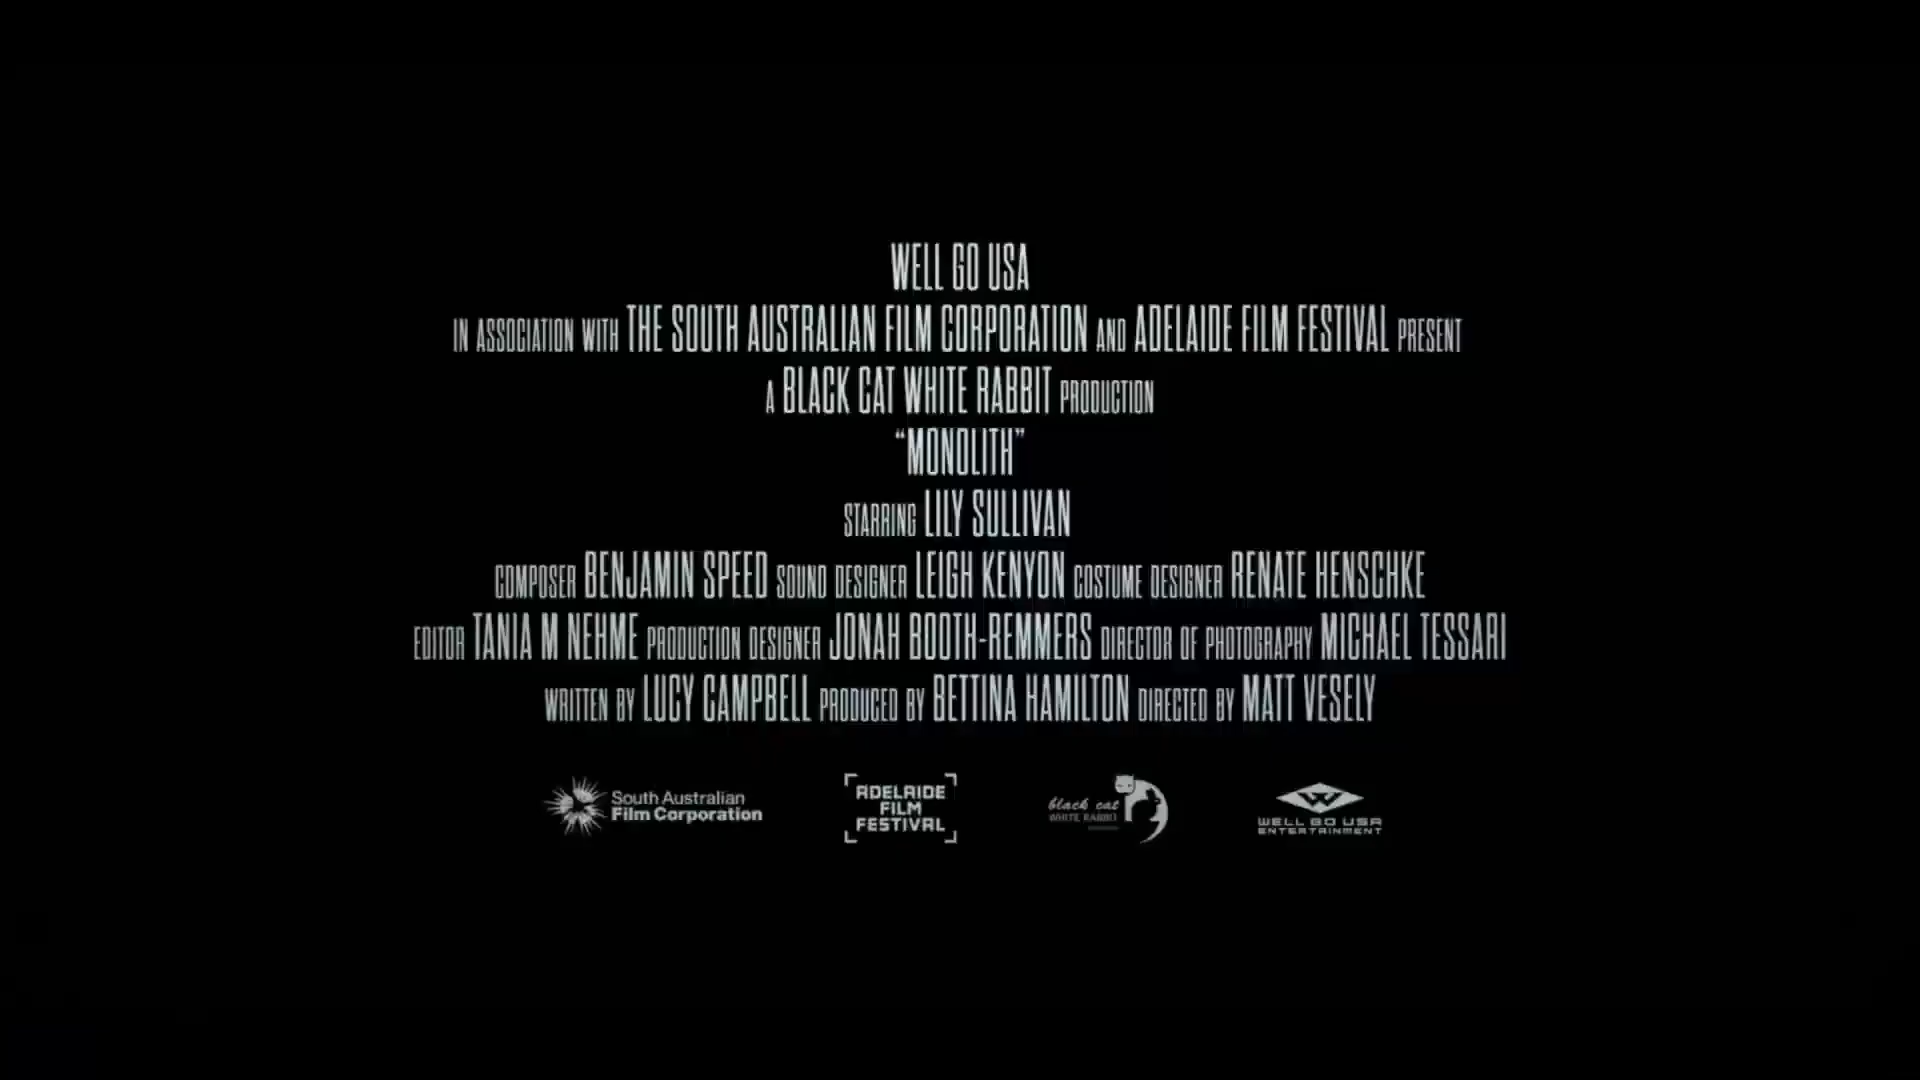 WELL GO USA
IN ASSOCIATION WITH THE SOUTH AUSTRALIAN FILM CORPORATION AND ADELAIDE FILM FESTIVAL PRESENT
A BLACK CAT WHITE RABBIT PRODUCTION
“MONOLITH”
STARRING LILY SULLIVAN
COMPOSER BENJAMIN SPEED SOUND DESIGNER LEIGH KENYON COSTUME DESIGNER RENATE HENSCHKE
EDITOR TANIA M NEHME PRODUCTION DESIGNER JONAH BOOTH-REMMERS DIRECTOR OF PHOTOGRAPHY MICHAEL TESSARI
WRITTEN BY LUCY CAMPBELL PRODUCED BY BETTINA HAMILTON DIRECTED BY MATT VESELY
South Australian
Film Corporation
ADELAIDE
FILM
FESTIVAL
black cat
WHITE RABBIT
WELL GO USA
ENTERTAINMENT